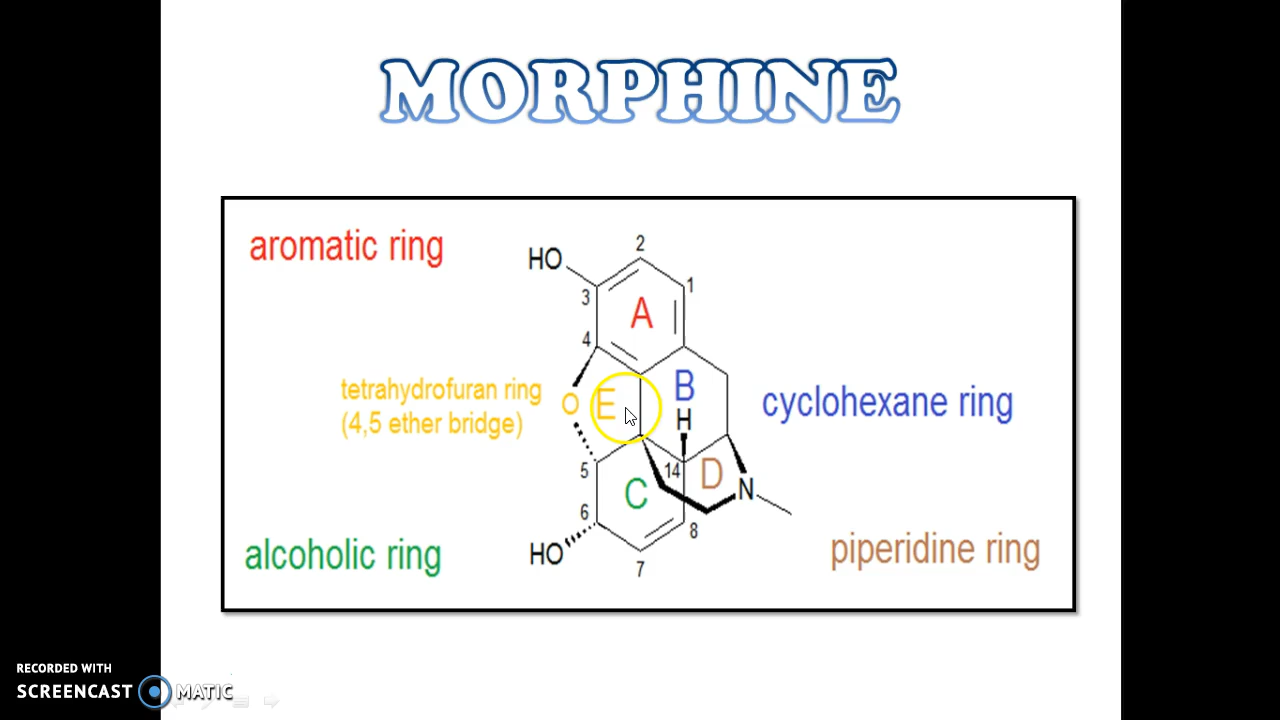 MORPHINE
aromatic ring
HO
2
1
3
A
4
tetrahydrofuran ring
(4,5 ether bridge)
O
E
B
H
cyclohexane ring
5
14
D
N
C
6
8
HO
7
alcoholic ring
piperidine ring
RECORDED WITH
SCREENCAST MATIC